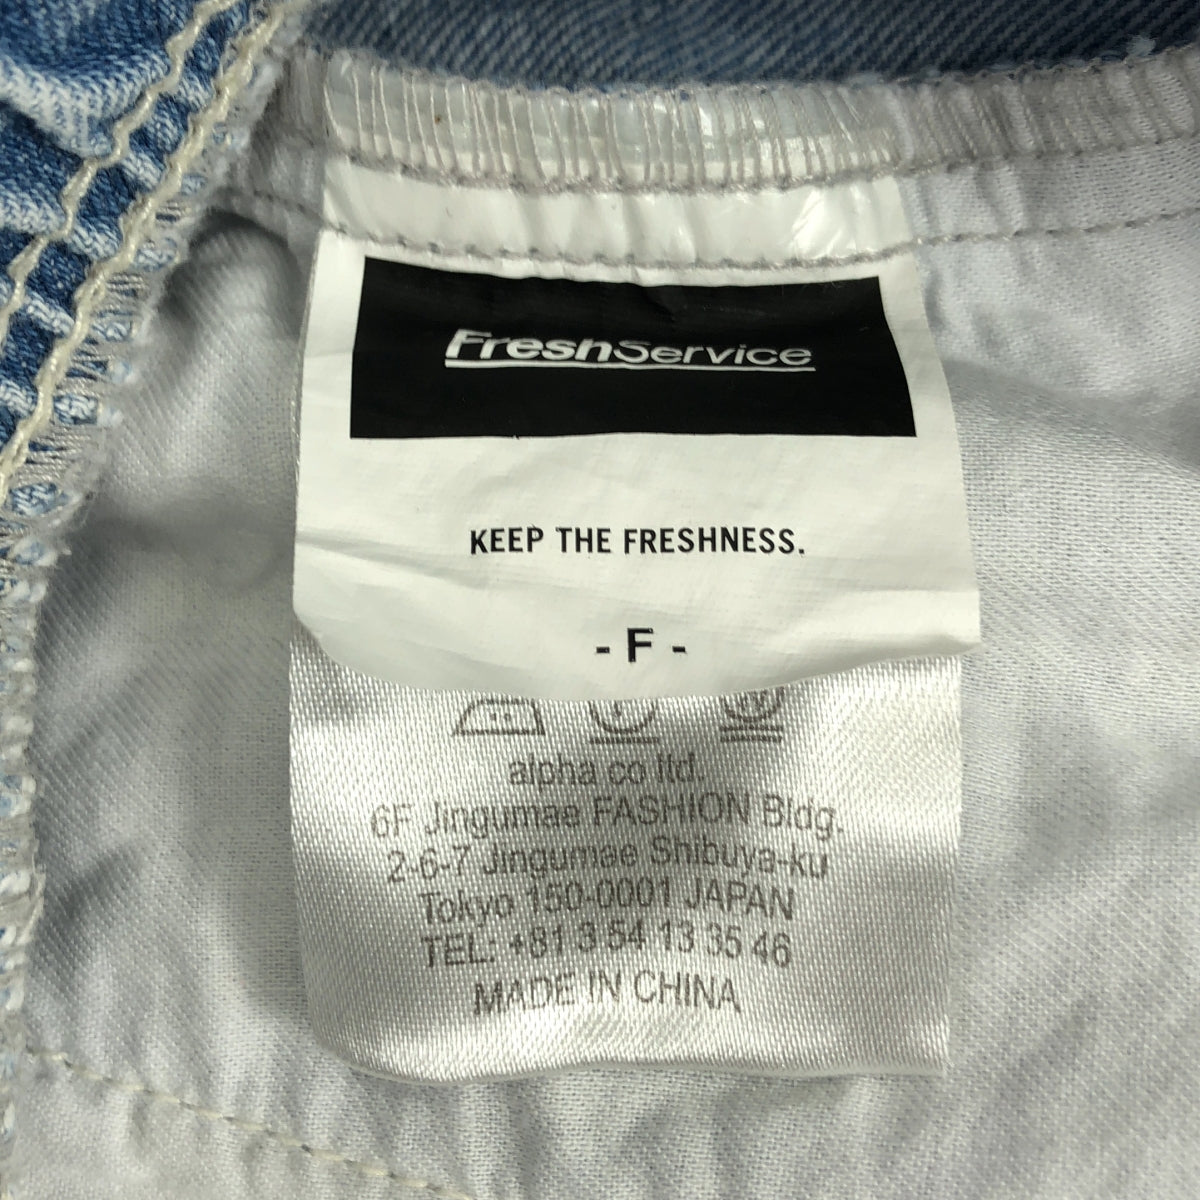 FreshService
KEEP THE FRESHNESS.
- F -
alpha co ltd.
6F Jingumae FASHION Bldg.
2-6-7 Jingumae Shibuya-ku
Tokyo 150-0001 JAPAN
TEL: +81 3 54 13 35 46
MADE IN CHINA